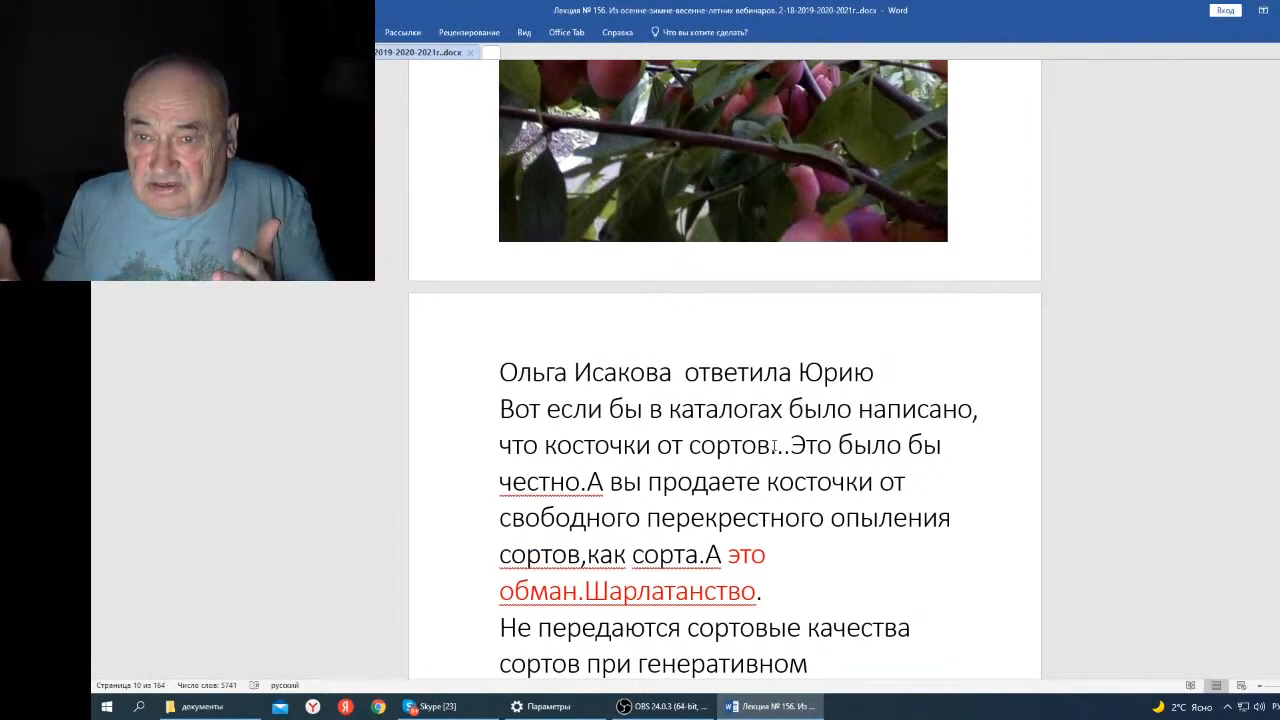 Лекция № 156. Из осенне-зимне-весенне-летних вебинаров. 2-18-2019-2020-2021г..docx - Word
Вход
Рассылки Рецензирование Вид Office Tab Справка Что вы хотите сделать?
2019-2020-2021г..docx
Ольга Исакова ответила Юрию
Вот если бы в каталогах было написано,
что косточки от сортов...Это было бы
честно.А вы продаете косточки от
свободного перекрестного опыления
сортов,как сорта.А это
обман.Шарлатанство.
Не передаются сортовые качества
сортов при генеративном
Страница 10 из 164 Число слов: 5741 русский
документы Skype [23] Параметры OBS 24.0.3 (64-bit, ... Лекция № 156. Из ... 2°C Ясно